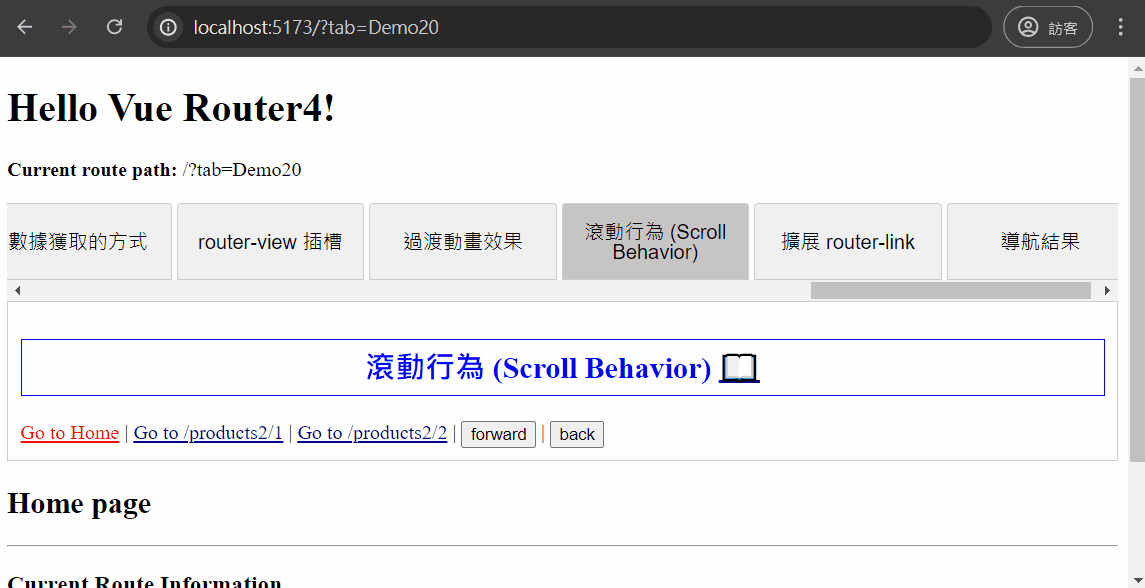 localhost:5173/?tab=Demo20
訪客
Hello Vue Router4!
Current route path: /?tab=Demo20
數據獲取的方式
router-view 插槽
過渡動畫效果
滾動行為 (Scroll
Behavior)
擴展 router-link
導航結果
滾動行為 (Scroll Behavior)
Go to Home | Go to /products2/1 | Go to /products2/2 | forward | back
Home page
Current Route Information